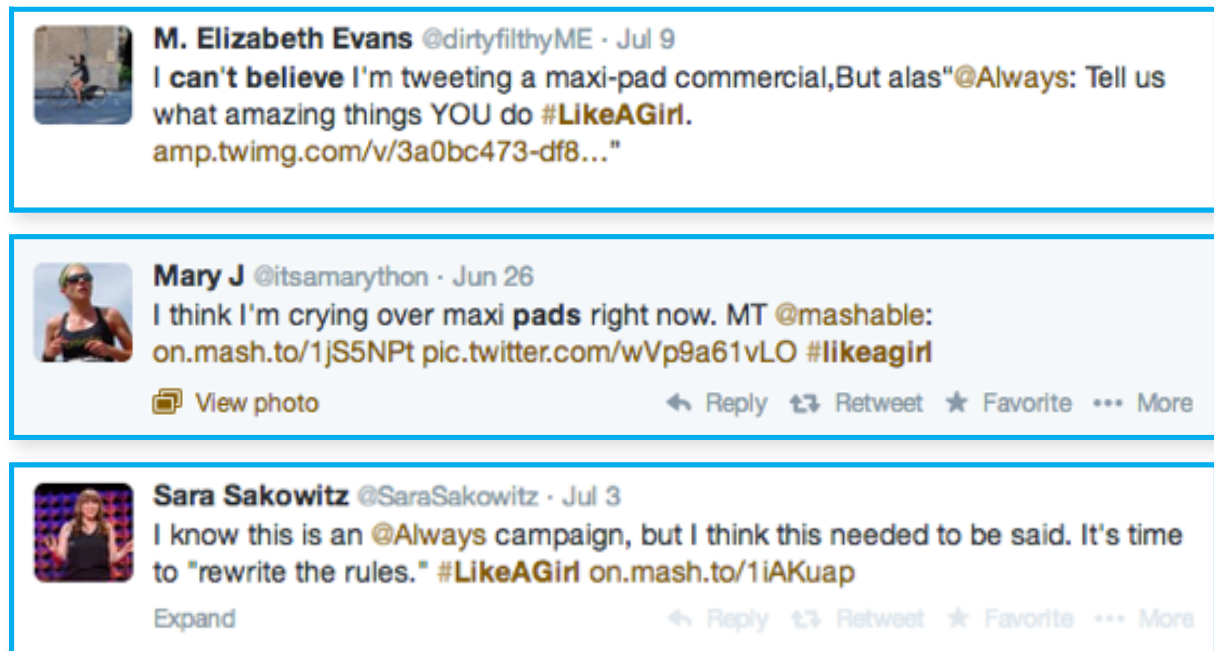 M. Elizabeth Evans @dirtyfilthyME · Jul 9
I can't believe I'm tweeting a maxi-pad commercial,But alas"@Always: Tell us
what amazing things YOU do #LikeAGirl.
amp.twimg.com/v/3a0bc473-df8..."
Mary J @itsamarython · Jun 26
I think I'm crying over maxi pads right now. MT @mashable:
on.mash.to/1jS5NPt pic.twitter.com/wVp9a61vLO #likeagirl
View photo Reply Retweet Favorite ••• More
Sara Sakowitz @SaraSakowitz · Jul 3
I know this is an @Always campaign, but I think this needed to be said. It's time
to "rewrite the rules." #LikeAGirl on.mash.to/1iAKuap
Expand Reply Retweet Favorite ••• More